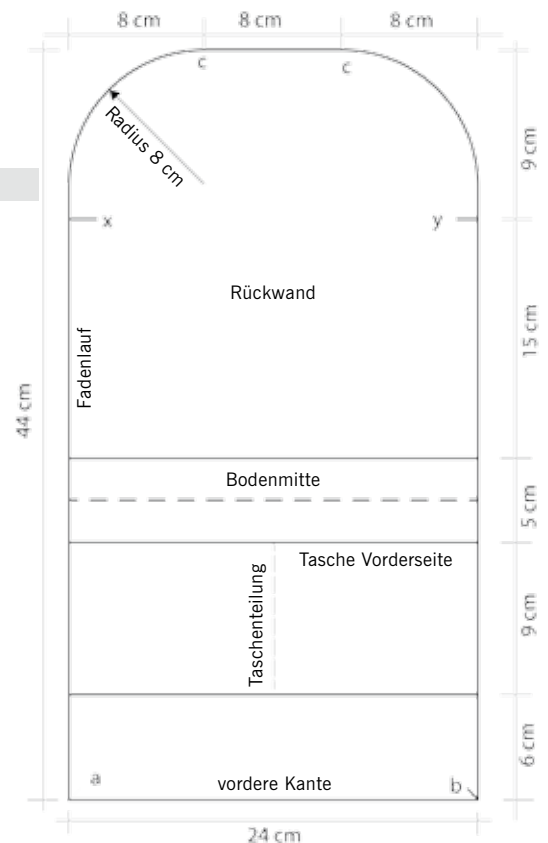 8 cm
8 cm
8 cm
c
c
Radius 8 cm
9 cm
x
y
Rückwand
Fadenlauf
15 cm
44 cm
Bodenmitte
5 cm
Tasche Vorderseite
Taschenteilung
9 cm
6 cm
a
vordere Kante
b
24 cm